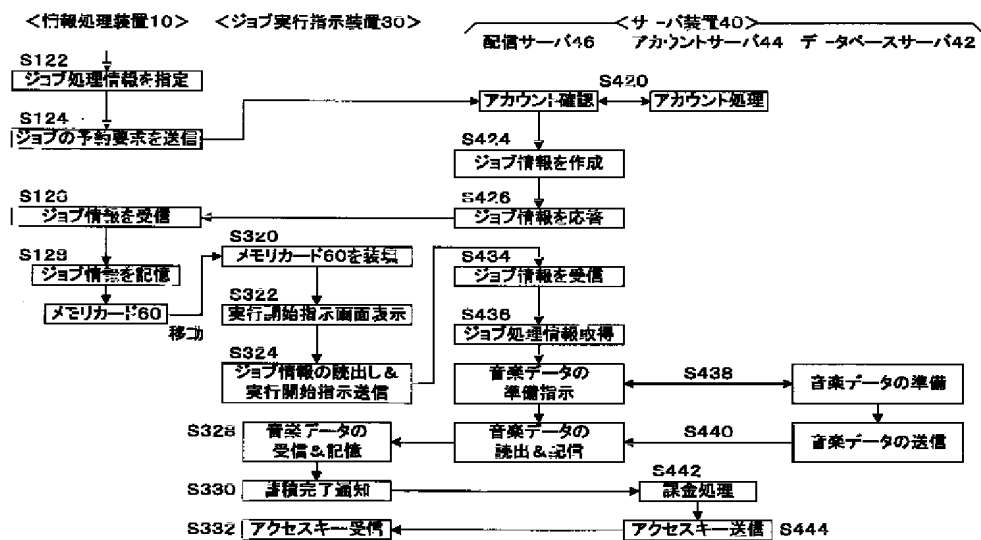 <情報処理装置10>
<ジョブ実行指示装置30>
<サーバ装置40>
配信サーバ46
アカウントサーバ44
データベースサーバ42
S122
ジョブ処理情報を指定
S420
アカウント確認
アカウント処理
S124
ジョブの予約要求を送信
S424
ジョブ情報を作成
S126
ジョブ情報を受信
S426
ジョブ情報を応答
S128
ジョブ情報を記憶
メモリカード60
移動
S320
メモリカード60を装填
S434
ジョブ情報を受信
S322
実行開始指示画面表示
S436
ジョブ処理情報取得
S324
ジョブ情報の読出し&
実行開始指示送信
音楽データの
準備指示
S438
音楽データの準備
S328
音楽データの
受信&記憶
音楽データの
読出&配信
S440
音楽データの送信
S330
蓄積完了通知
S442
課金処理
S332
アクセスキー受信
アクセスキー送信
S444